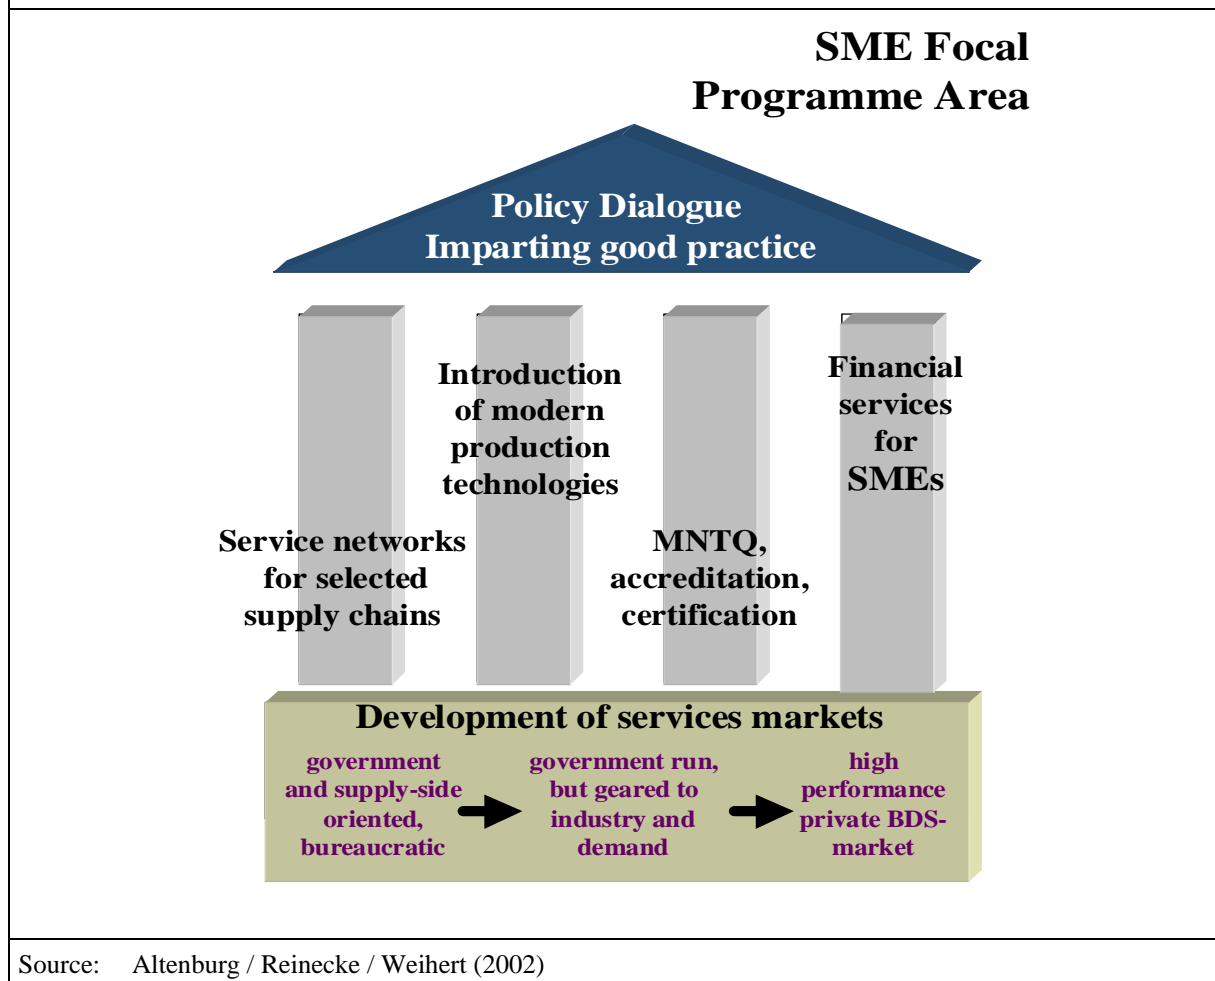 SME Focal
Programme Area
Policy Dialogue
Imparting good practice
Service networks
for selected
supply chains
Introduction
of modern
production
technologies
MNTQ,
accreditation,
certification
Financial
services
for
SMEs
Development of services markets
government
and supply-side
oriented,
bureaucratic
government run,
but geared to
industry and
demand
high
performance
private BDS-
market
Source: Altenburg / Reinecke / Weihert (2002)